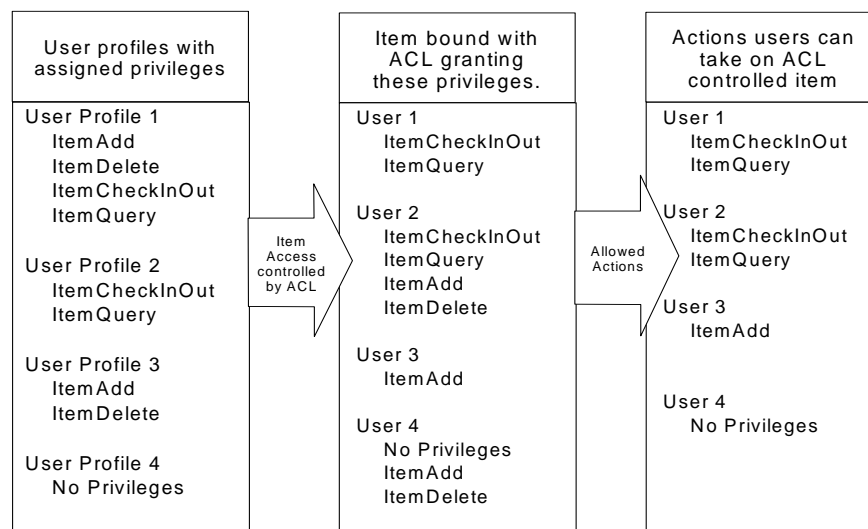 User profiles with
assigned privileges
User Profile 1
ItemAdd
ItemDelete
ItemCheckInOut
ItemQuery
User Profile 2
ItemCheckInOut
ItemQuery
User Profile 3
ItemAdd
ItemDelete
User Profile 4
No Privileges
Item
Access
controlled
by ACL
Item bound with
ACL granting
these privileges.
User 1
ItemCheckInOut
ItemQuery
User 2
ItemCheckInOut
ItemQuery
ItemAdd
ItemDelete
User 3
ItemAdd
User 4
No Privileges
ItemAdd
ItemDelete
Allowed
Actions
Actions users can
take on ACL
controlled item
User 1
ItemCheckInOut
ItemQuery
User 2
ItemCheckInOut
ItemQuery
User 3
ItemAdd
User 4
No Privileges